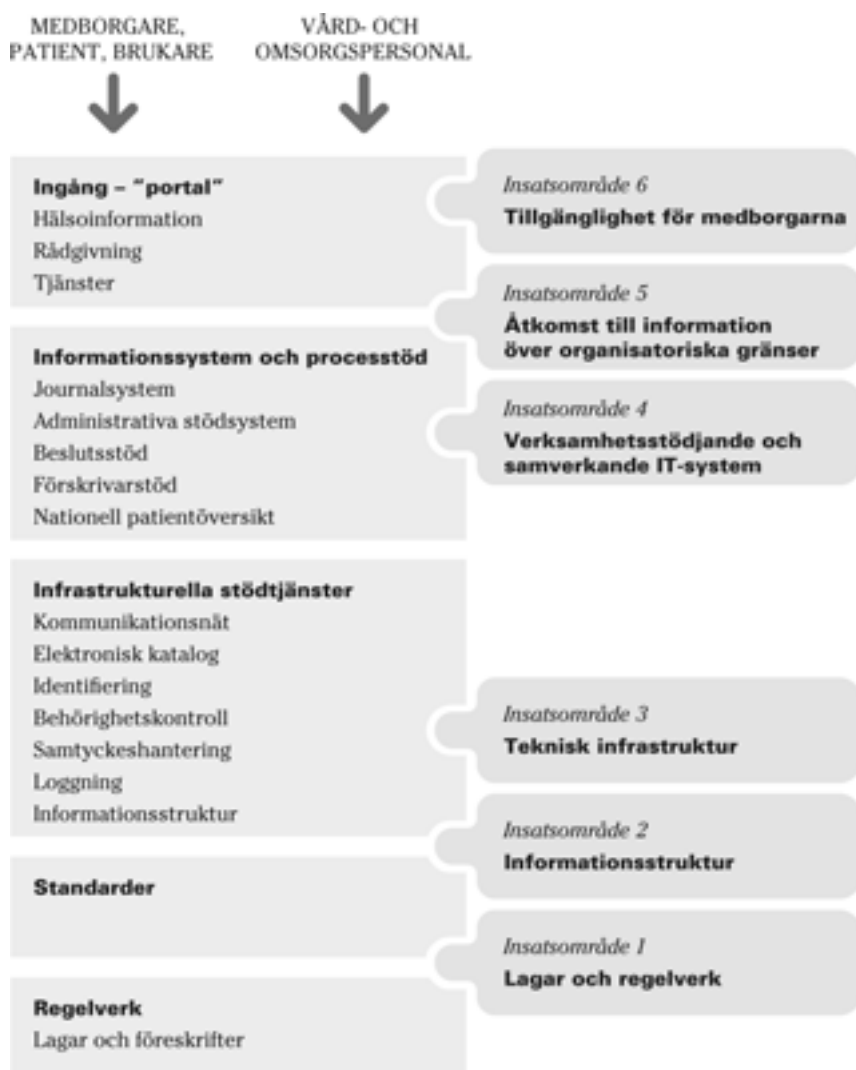 MEDBORGARE,
PATIENT, BRUKARE
VÅRD- OCH
OMSORGSPERSONAL
Ingång – ”portal”
Hälsoinformation
Rådgivning
Tjänster
Insatsområde 6
Tillgänglighet för medborgarna
Insatsområde 5
Åtkomst till information
över organisatoriska gränser
Informationssystem och processtöd
Journalsystem
Administrativa stödsystem
Beslutsstöd
Förskrivarstöd
Nationell patientöversikt
Insatsområde 4
Verksamhetsstödjande och
samverkande IT-system
Infrastrukturella stödtjänster
Kommunikationsnät
Elektronisk katalog
Identifiering
Behörighetskontroll
Samtyckeshantering
Loggning
Informationsstruktur
Insatsområde 3
Teknisk infrastruktur
Insatsområde 2
Informationsstruktur
Standarder
Insatsområde 1
Lagar och regelverk
Regelverk
Lagar och föreskrifter